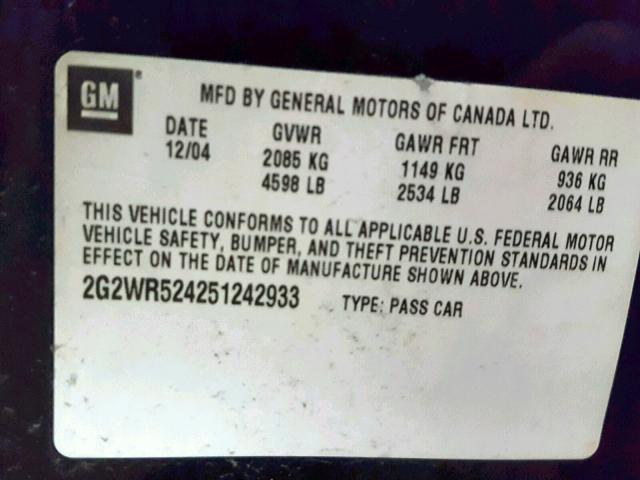 GM®
MFD BY GENERAL MOTORS OF CANADA LTD.
DATE GVWR GAWR FRT GAWR RR
12/04 2085 KG 1149 KG 936 KG
4598 LB 2534 LB 2064 LB
THIS VEHICLE CONFORMS TO ALL APPLICABLE U.S. FEDERAL MOTOR
VEHICLE SAFETY, BUMPER, AND THEFT PREVENTION STANDARDS IN
EFFECT ON THE DATE OF MANUFACTURE SHOWN ABOVE.
2G2WR524251242933 TYPE: PASS CAR